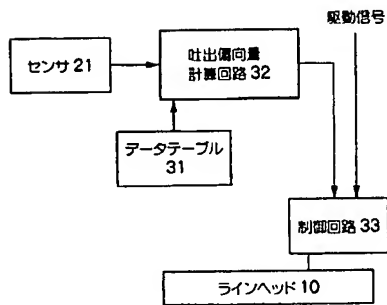 駆動信号
センサ 21
吐出偏向量
計算回路 32
データテーブル
31
制御回路 33
ラインヘッド 10